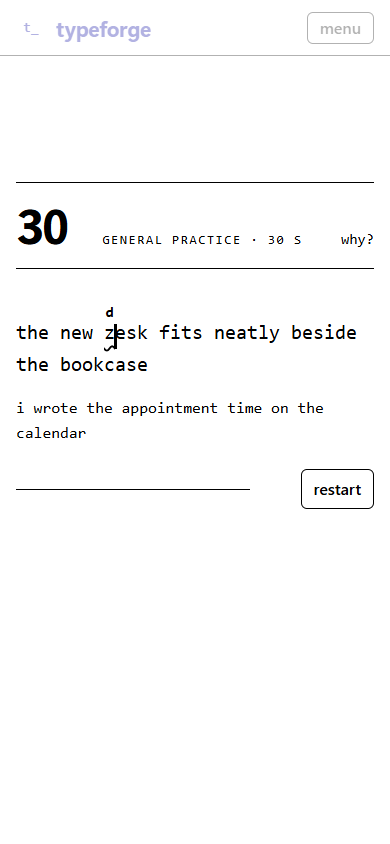 t_ typeforge menu
30 GENERAL PRACTICE · 30 S why?
d
the new zesk fits neatly beside
the bookcase
i wrote the appointment time on the
calendar
restart